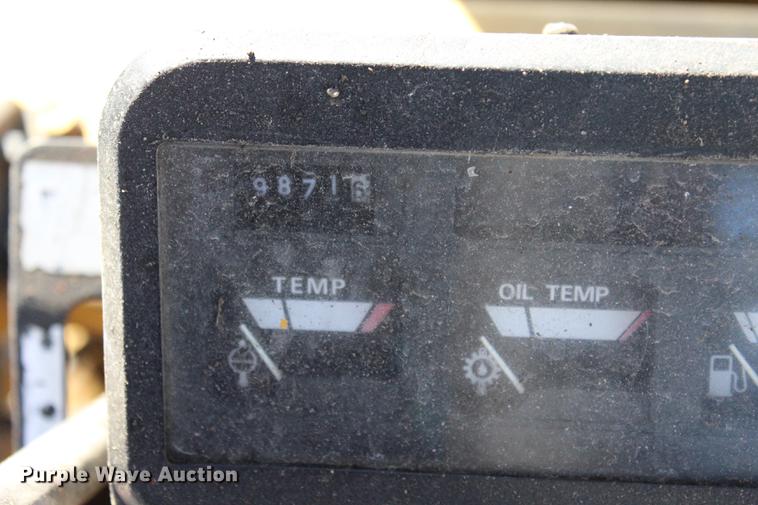 98716
TEMP
OIL TEMP
Purple Wave Auction